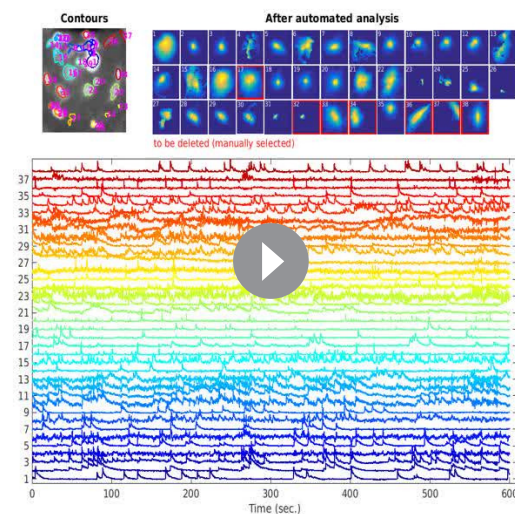 Contours
After automated analysis
1 2 3 4 5 6 7 8 9 10 11 12 13
14 15 16 17 18 19 20 21 22 23 24 25 26
27 28 29 30 31 32 33 34 35 36 37 38
to be deleted (manually selected)
37
35
33
31
29
27
25
23
21
19
17
15
13
11
9
7
5
3
1
0 100 200 300 400 500 600
Time (sec.)